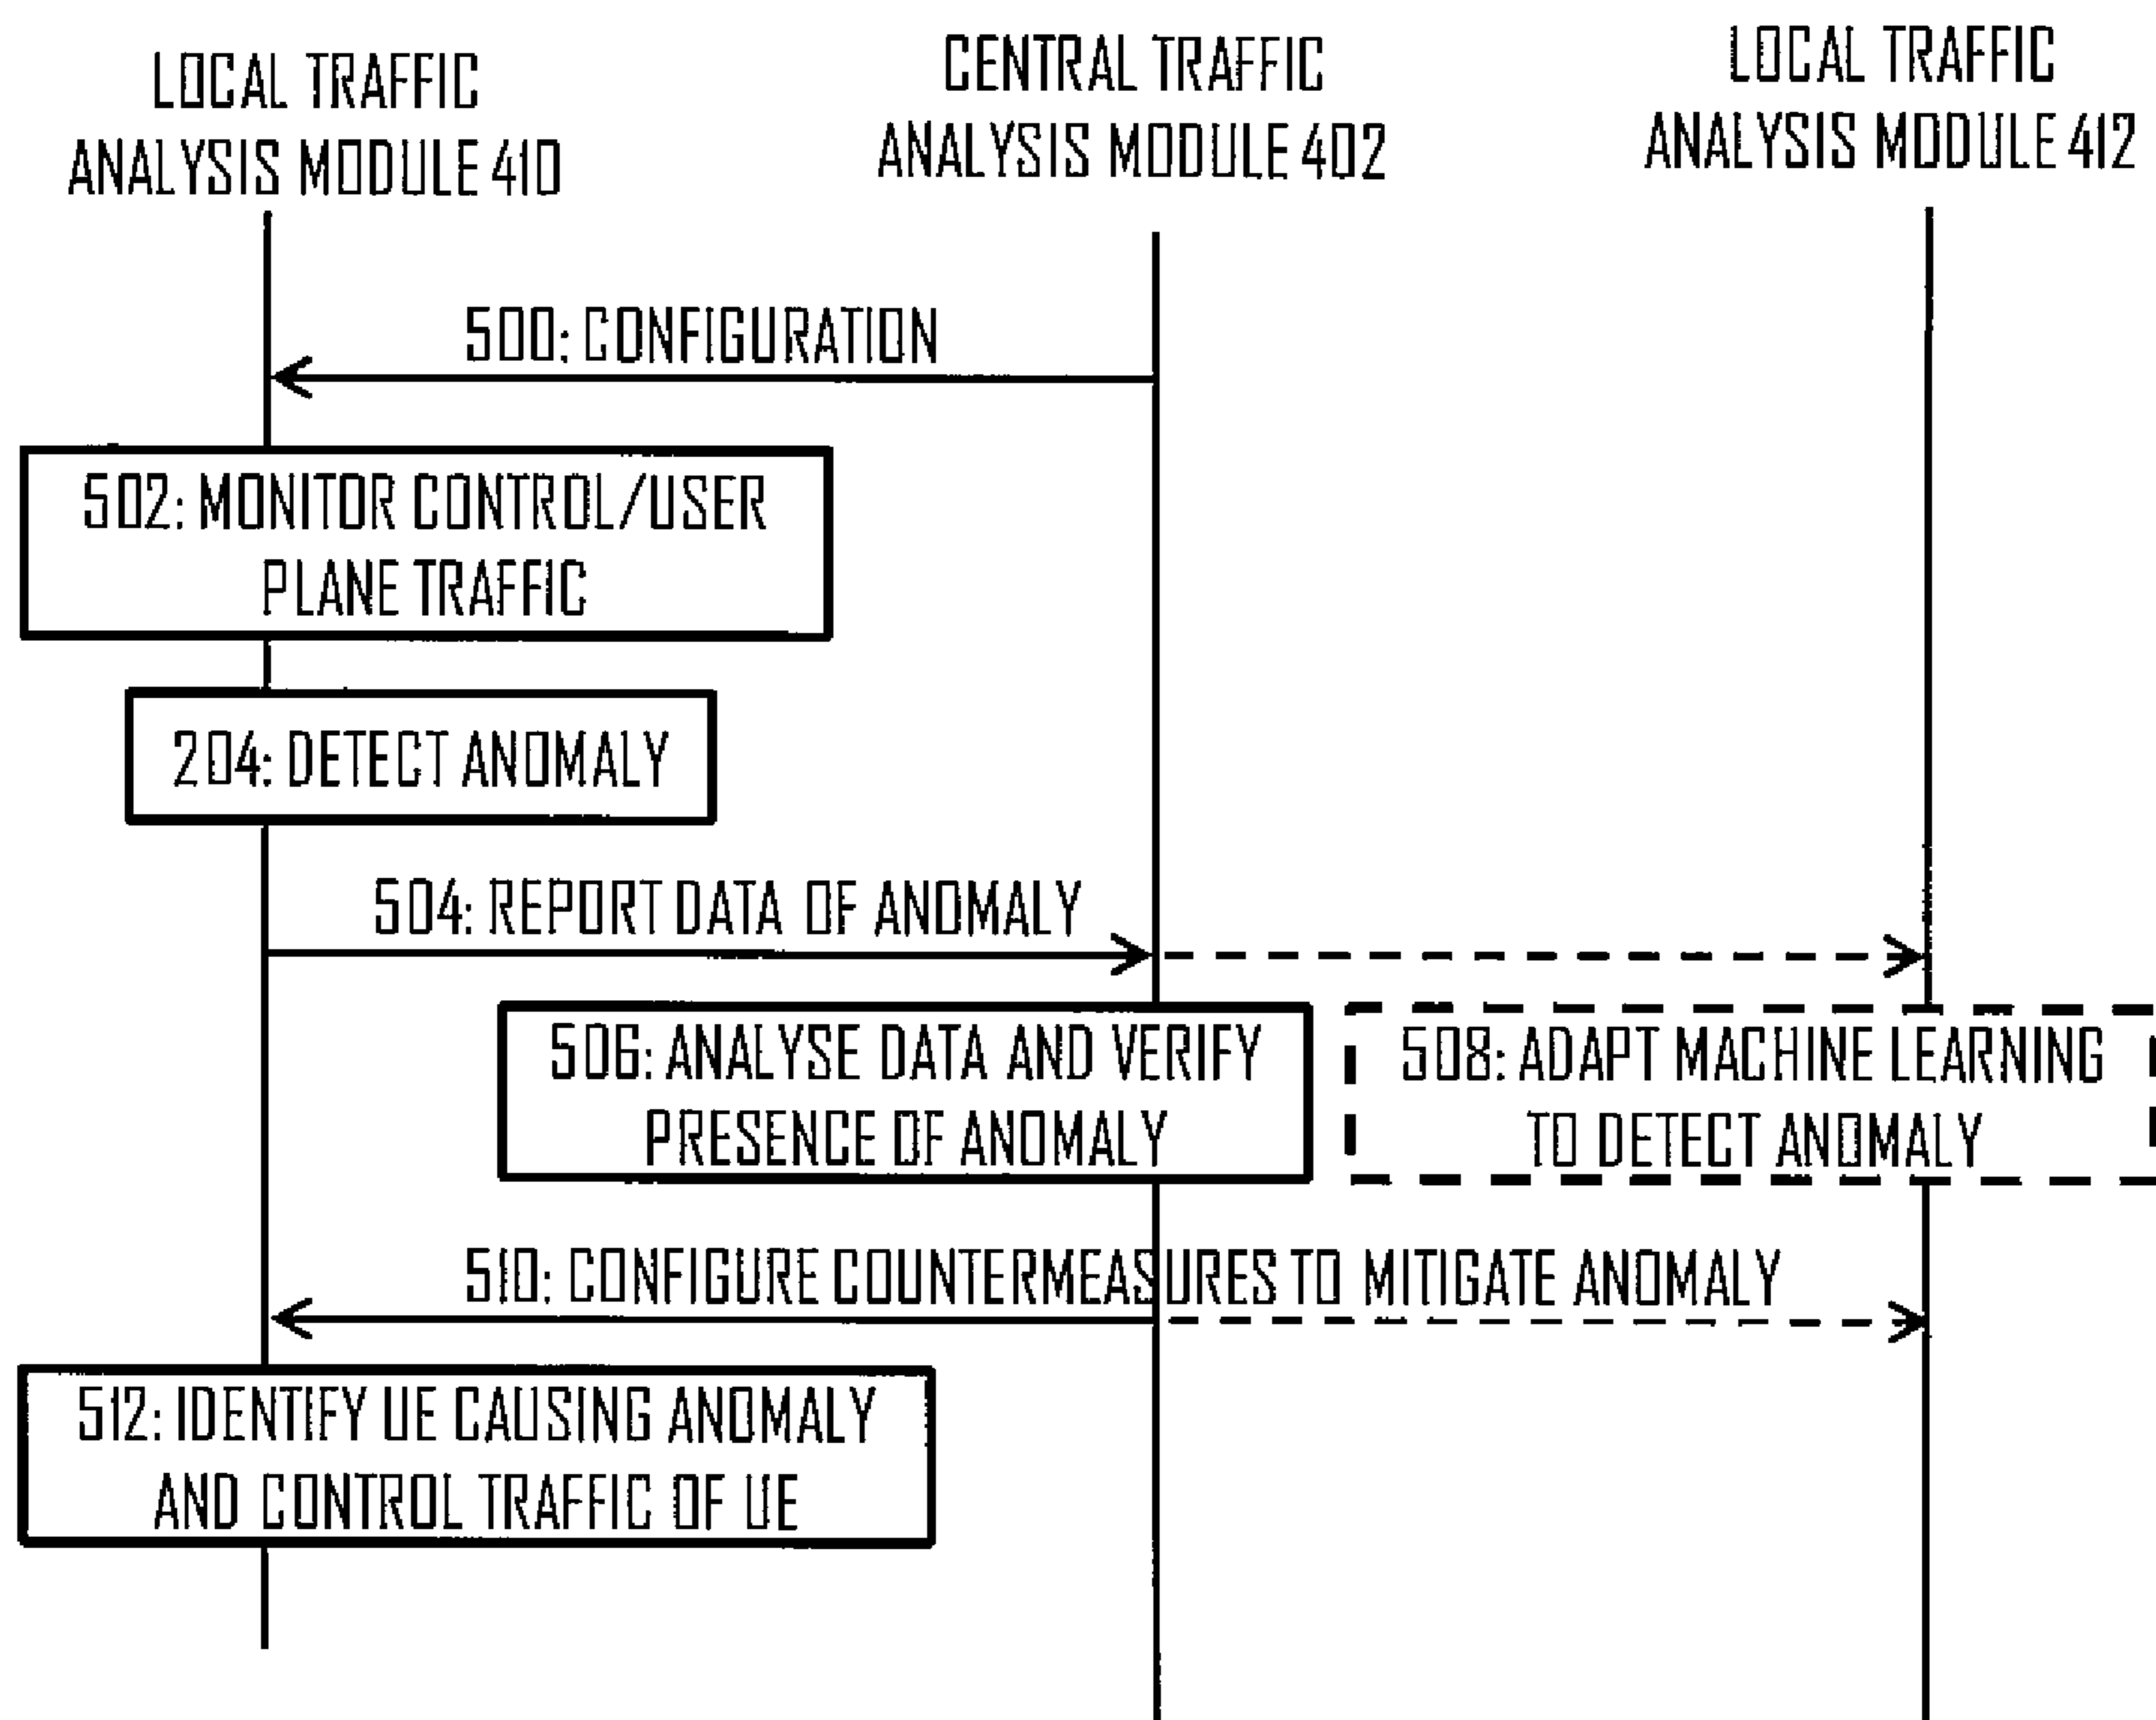 LOCAL TRAFFIC
ANALYSIS MODULE 410
CENTRAL TRAFFIC
ANALYSIS MODULE 402
LOCAL TRAFFIC
ANALYSIS MODULE 412
500: CONFIGURATION
502: MONITOR CONTROL/USER
PLANE TRAFFIC
204: DETECT ANOMALY
504: REPORT DATA OF ANOMALY
506: ANALYSE DATA AND VERIFY
PRESENCE OF ANOMALY
508: ADAPT MACHINE LEARNING
TO DETECT ANOMALY
510: CONFIGURE COUNTERMEASURES TO MITIGATE ANOMALY
512: IDENTIFY UE CAUSING ANOMALY
AND CONTROL TRAFFIC OF UE